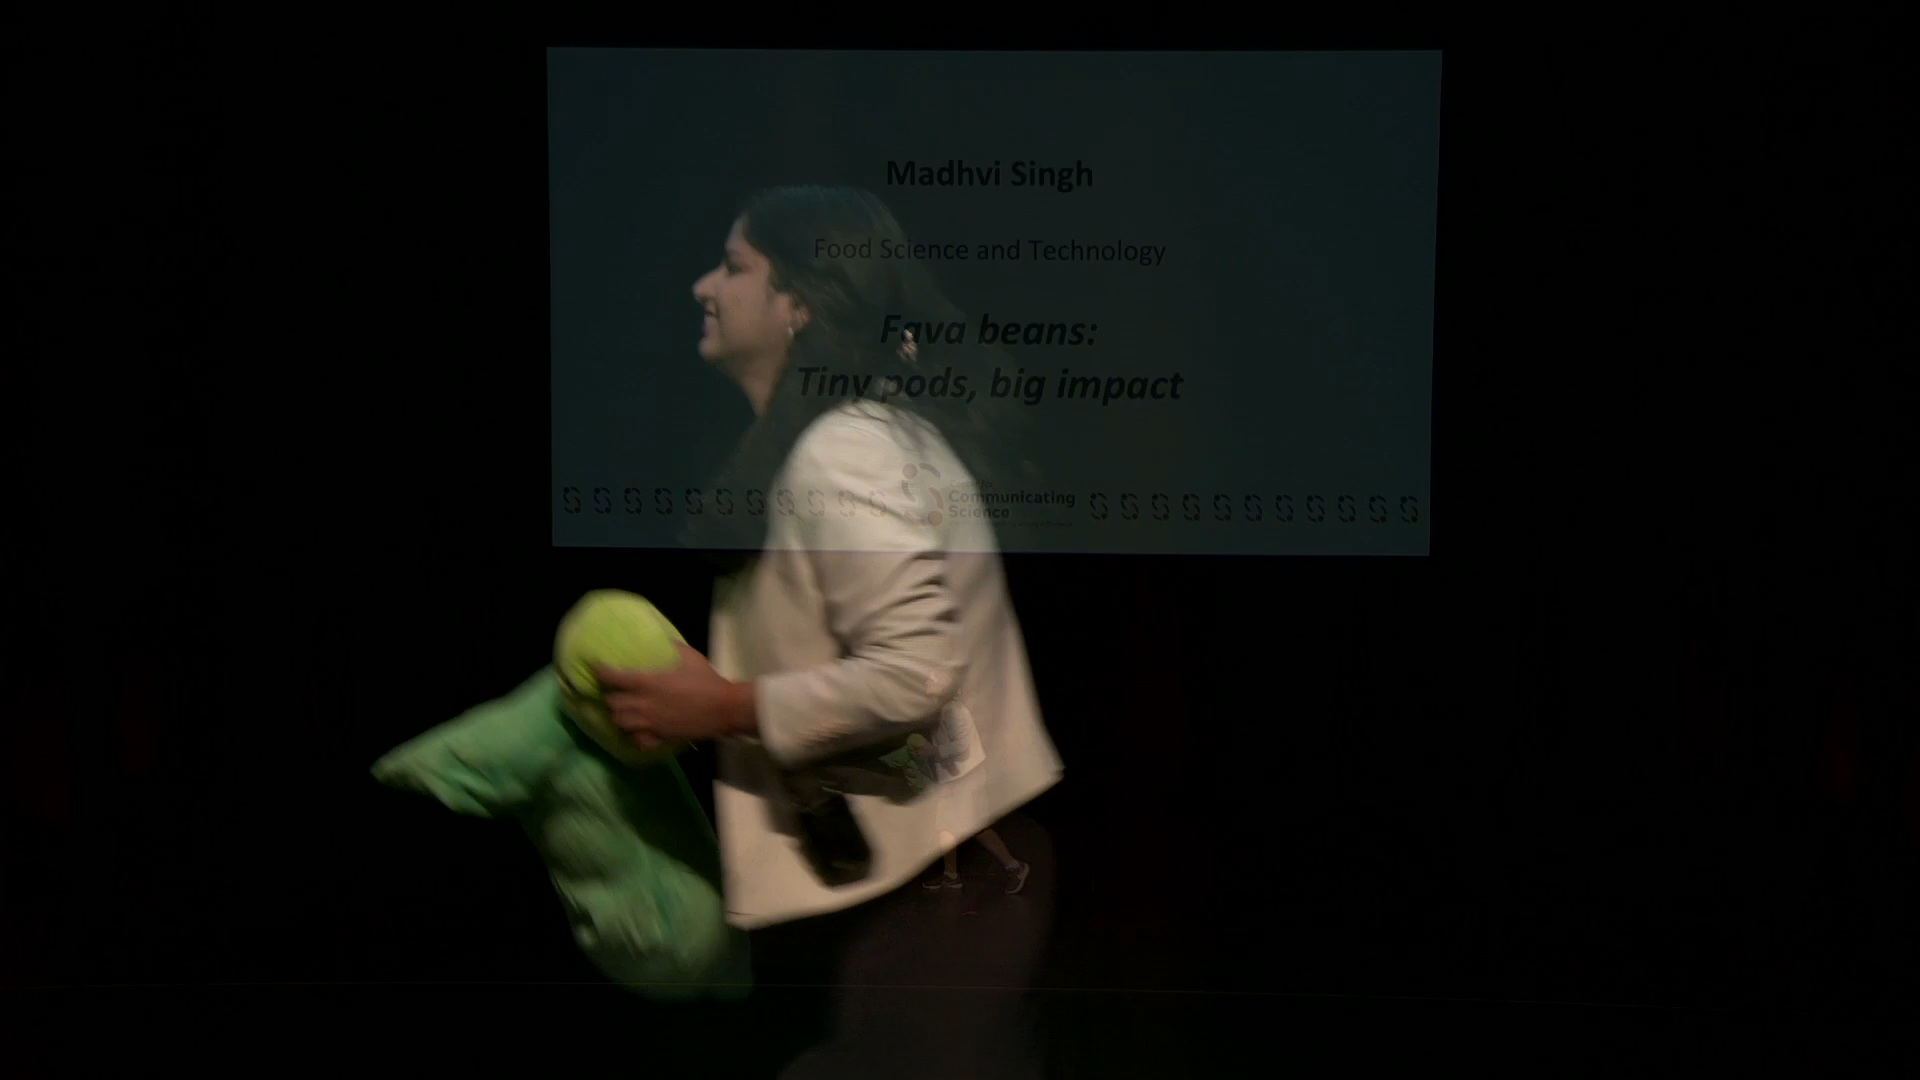 Madhvi Singh
Food Science and Technology
Fava beans:
Tiny pods, big impact
Communicating
Science